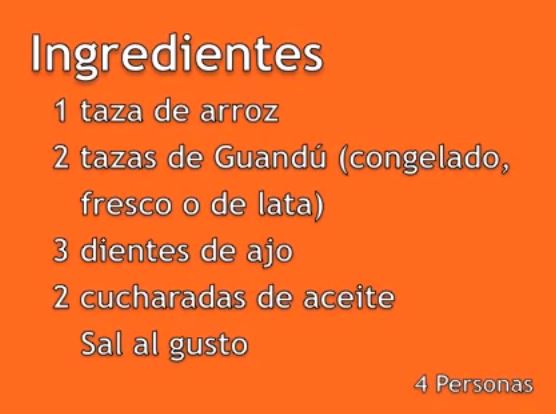 Ingredientes
1 taza de arroz
2 tazas de Guandú (congelado,
fresco o de lata)
3 dientes de ajo
2 cucharadas de aceite
Sal al gusto
4 Personas